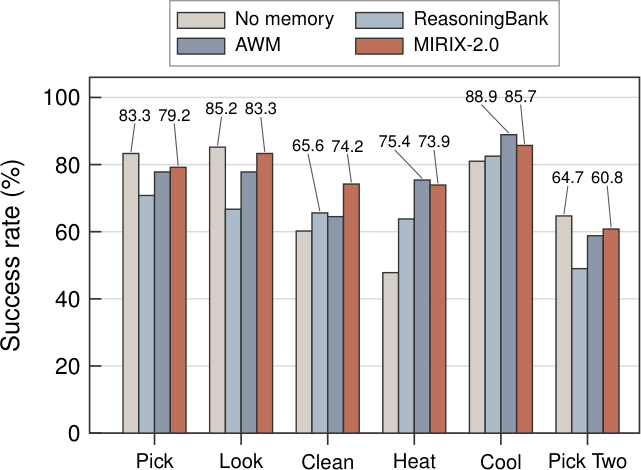 No memory ReasoningBank
AWM MIRIX-2.0
Success rate (%)
100
80
60
40
20
0
83.3 79.2 85.2 83.3 65.6 74.2 75.4 73.9 88.9 85.7 64.7 60.8
Pick Look Clean Heat Cool Pick Two